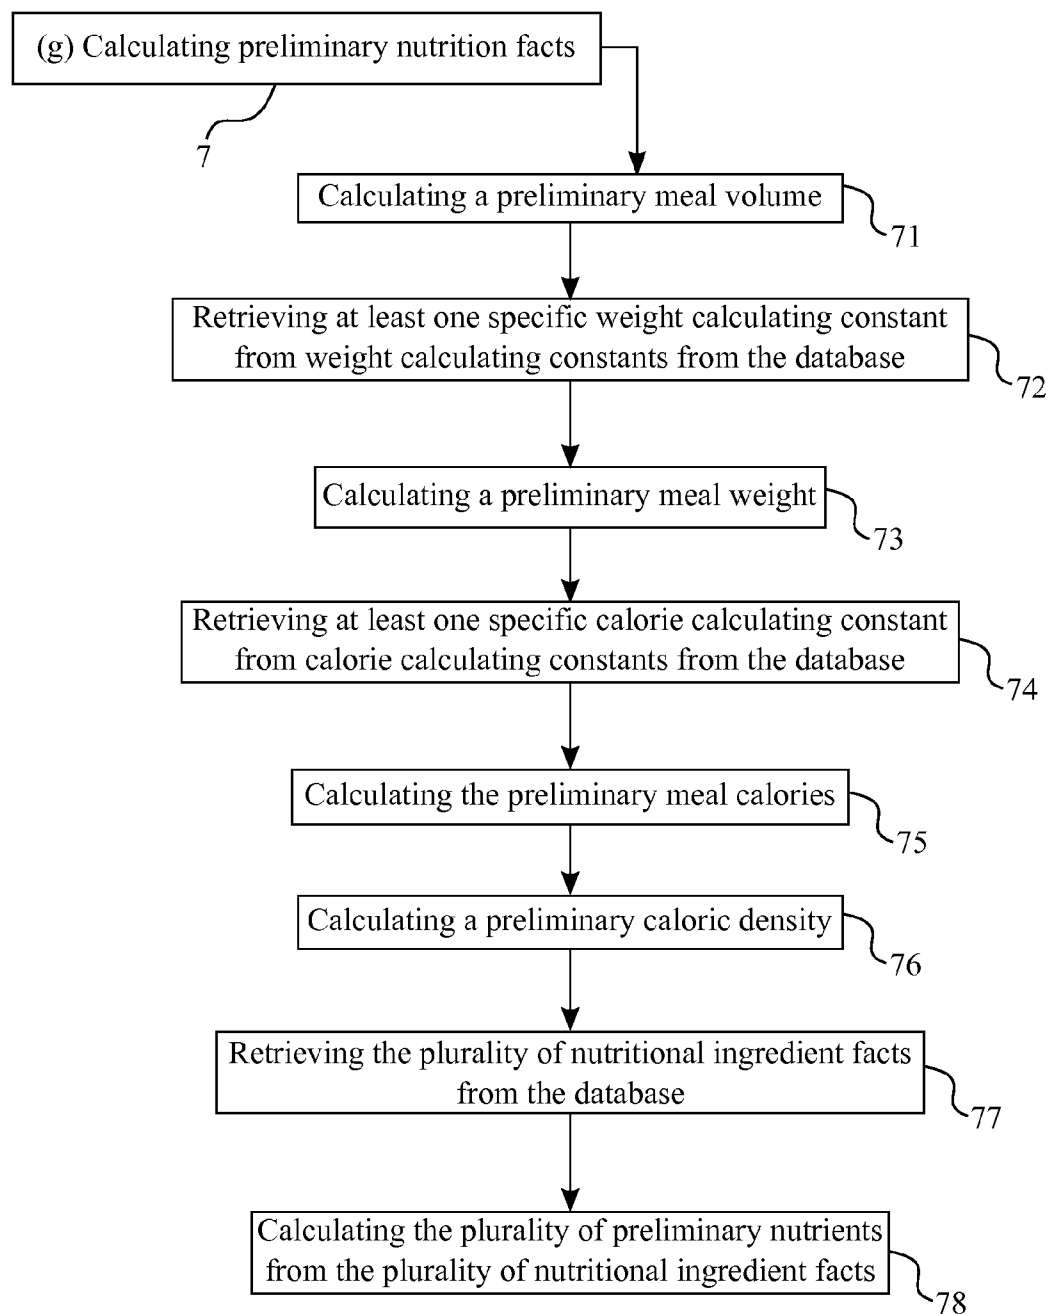 (g) Calculating preliminary nutrition facts
7
Calculating a preliminary meal volume
71
Retrieving at least one specific weight calculating constant
from weight calculating constants from the database
72
Calculating a preliminary meal weight
73
Retrieving at least one specific calorie calculating constant
from calorie calculating constants from the database
74
Calculating the preliminary meal calories
75
Calculating a preliminary caloric density
76
Retrieving the plurality of nutritional ingredient facts
from the database
77
Calculating the plurality of preliminary nutrients
from the plurality of nutritional ingredient facts
78